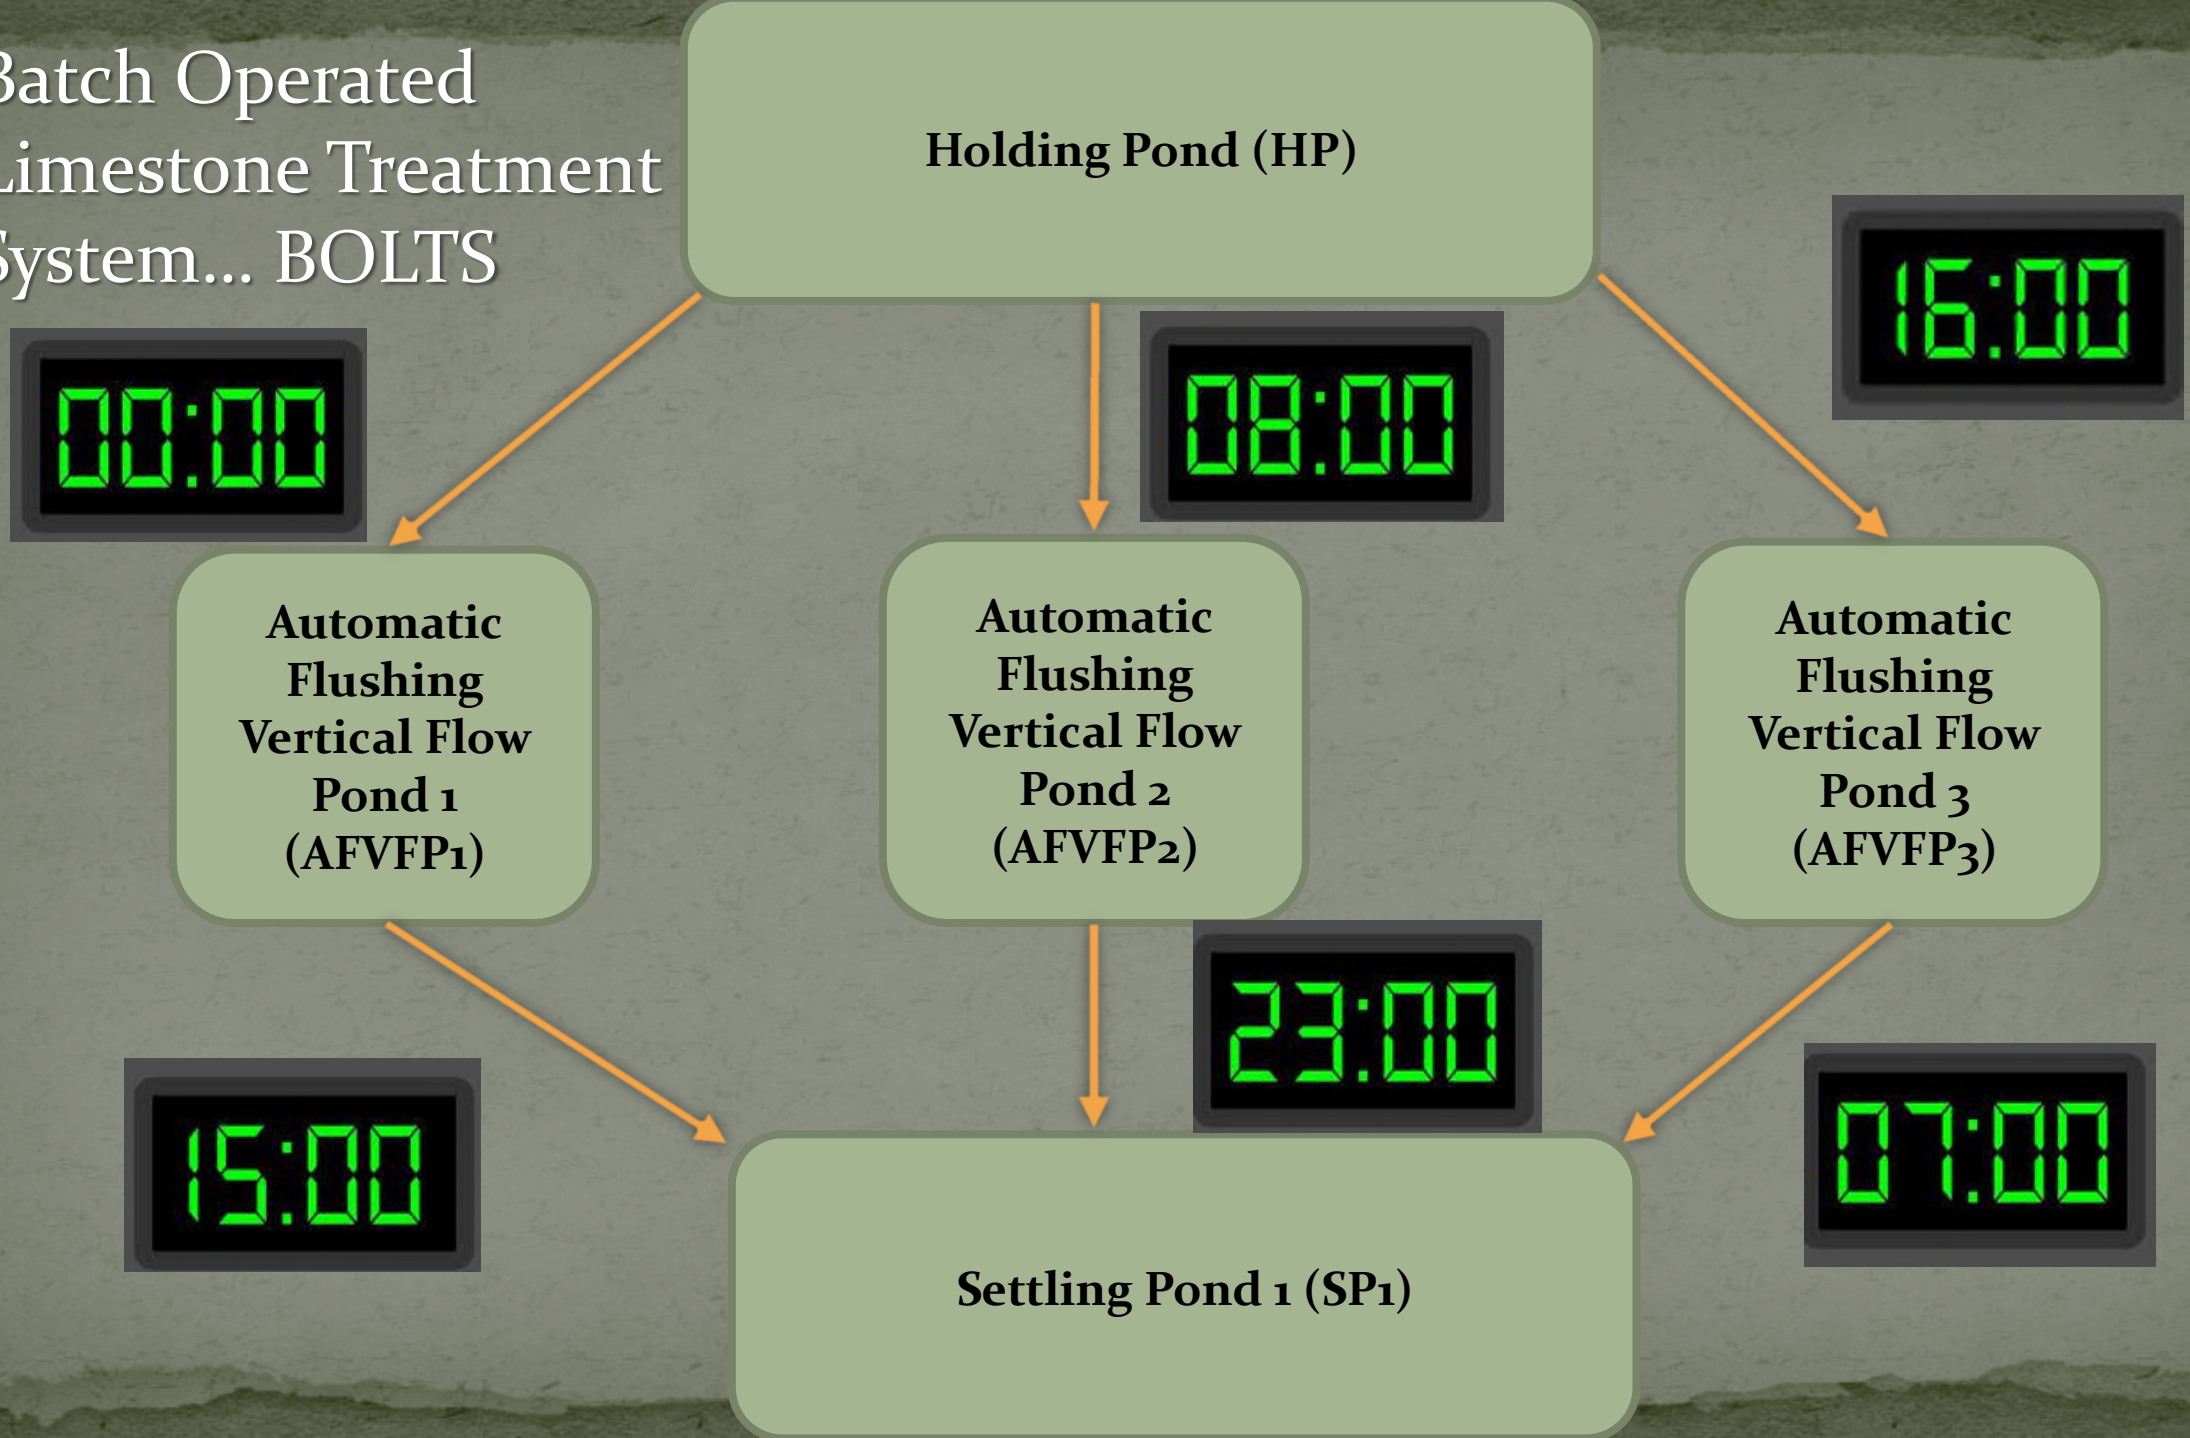 Batch Operated
Limestone Treatment
System... BOLTS
Holding Pond (HP)
16:00
00:00
08:00
Automatic
Flushing
Vertical Flow
Pond 1
(AFVFP1)
Automatic
Flushing
Vertical Flow
Pond 2
(AFVFP2)
Automatic
Flushing
Vertical Flow
Pond 3
(AFVFP3)
15:00
23:00
07:00
Settling Pond 1 (SP1)